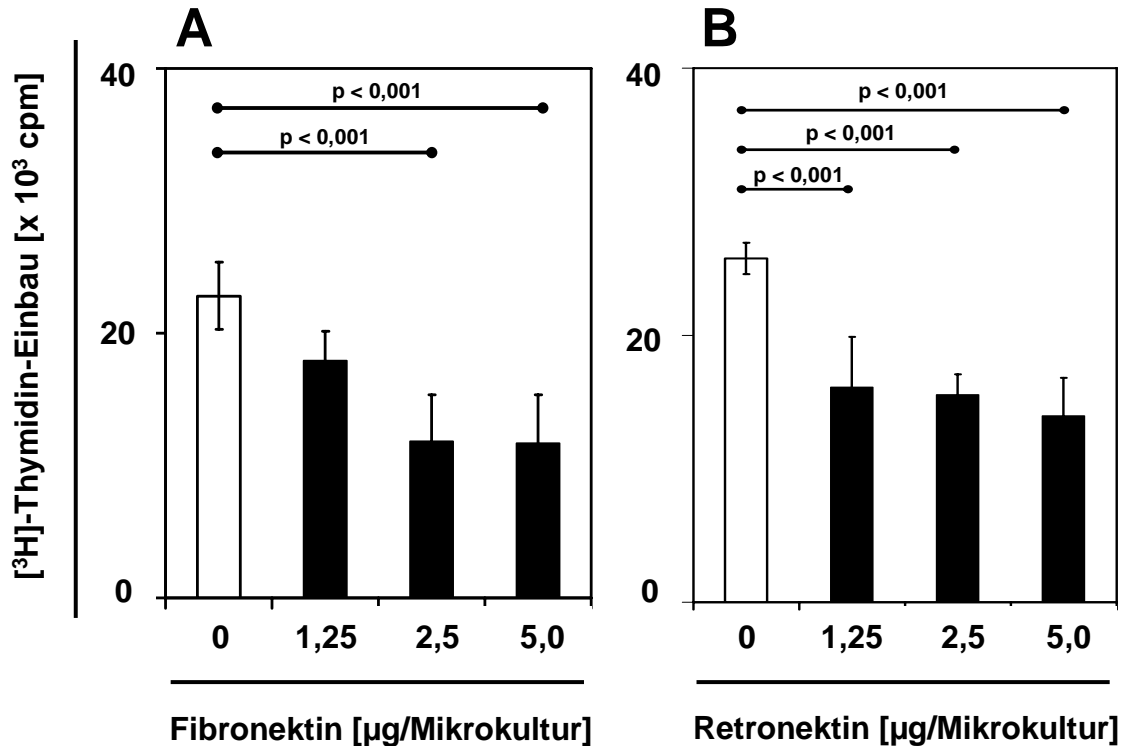 A
B
[³H]-Thymidin-Einbau [x 10³ cpm]
40
20
0
p < 0,001
p < 0,001
0 1,25 2,5 5,0
Fibronektin [µg/Mikrokultur]
40
20
0
p < 0,001
p < 0,001
p < 0,001
0 1,25 2,5 5,0
Retronektin [µg/Mikrokultur]